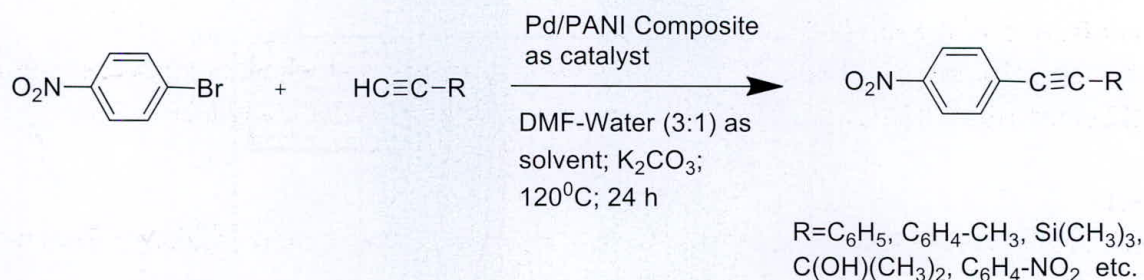 Pd/PANI Composite
as catalyst
O₂N
Br
+
HC≡C-R
DMF-Water (3:1) as
solvent; K₂CO₃;
120⁰C; 24 h
O₂N
C≡C-R
R=C₆H₅, C₆H₄-CH₃, Si(CH₃)₃,
C(OH)(CH₃)₂, C₆H₄-NO₂ etc.